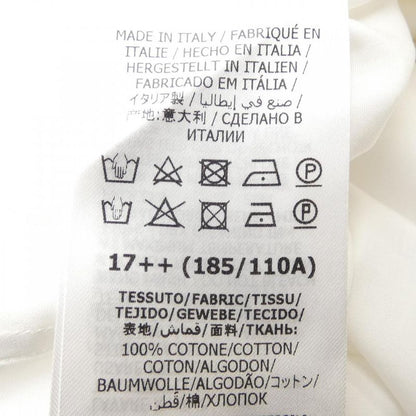 MADE IN ITALY / FABRIQUÉ EN
ITALIE / HECHO EN ITALIA /
HERGESTELLT IN ITALIEN /
FABRICADO EM ITÁLIA /
イタリア製 / صنع في إيطاليا /
产地: 意大利 / СДЕЛАНО В
ИТАЛИИ
P
P
17++ (185/110A)
TESSUTO/FABRIC/TISSU/
TEJIDO/GEWEBE/TECIDO/
表地/قماش/面料/ТКАНЬ:
100% COTONE/COTTON/
COTON/ALGODON/
BAUMWOLLE/ALGODÃO/コットン/
قطن/棉/ХЛОПОК